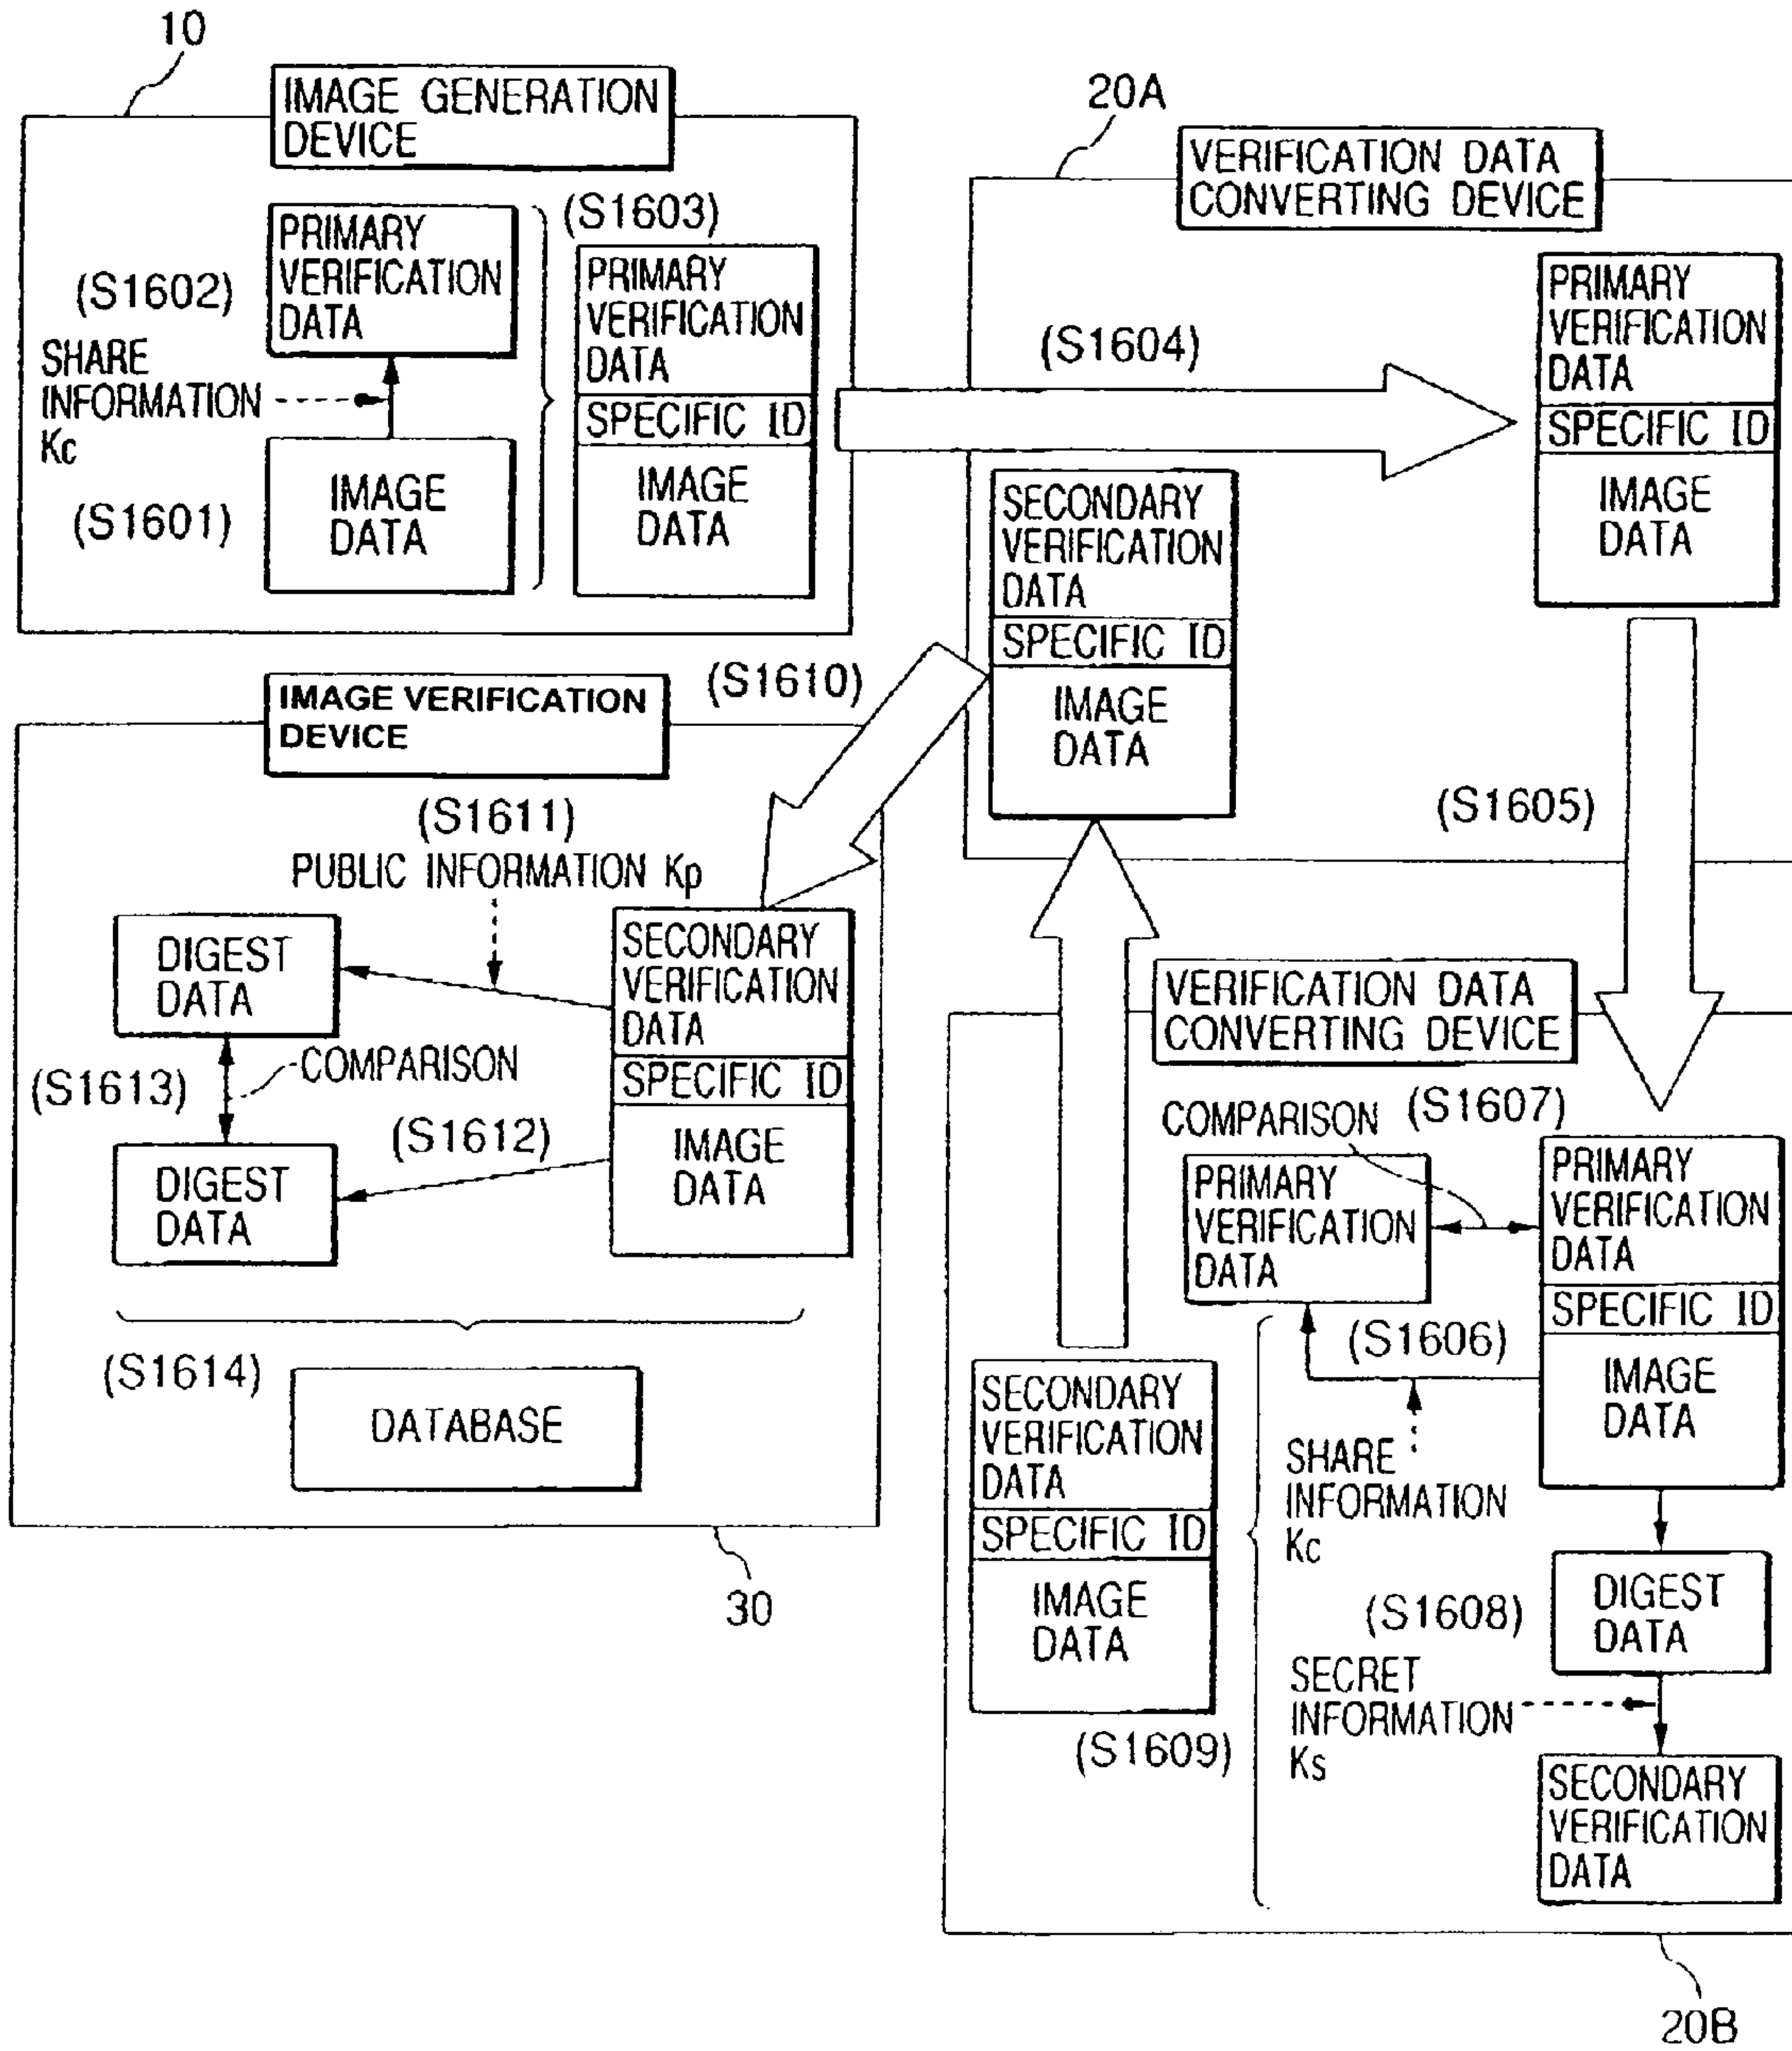 10
IMAGE GENERATION
DEVICE
(S1602)
PRIMARY
VERIFICATION
DATA
SHARE
INFORMATION
Kc
(S1601)
IMAGE
DATA
(S1603)
PRIMARY
VERIFICATION
DATA
SPECIFIC ID
IMAGE
DATA
20A
VERIFICATION DATA
CONVERTING DEVICE
(S1604)
PRIMARY
VERIFICATION
DATA
SPECIFIC ID
IMAGE
DATA
SECONDARY
VERIFICATION
DATA
SPECIFIC ID
IMAGE
DATA
(S1605)
(S1610)
IMAGE VERIFICATION
DEVICE
(S1611)
PUBLIC INFORMATION Kp
DIGEST
DATA
SECONDARY
VERIFICATION
DATA
SPECIFIC ID
IMAGE
DATA
(S1613)
COMPARISON
(S1612)
DIGEST
DATA
(S1614)
DATABASE
30
VERIFICATION DATA
CONVERTING DEVICE
COMPARISON
(S1607)
PRIMARY
VERIFICATION
DATA
PRIMARY
VERIFICATION
DATA
SPECIFIC ID
IMAGE
DATA
(S1606)
SHARE
INFORMATION
Kc
SECONDARY
VERIFICATION
DATA
SPECIFIC ID
IMAGE
DATA
(S1609)
(S1608)
DIGEST
DATA
SECRET
INFORMATION
Ks
SECONDARY
VERIFICATION
DATA
20B